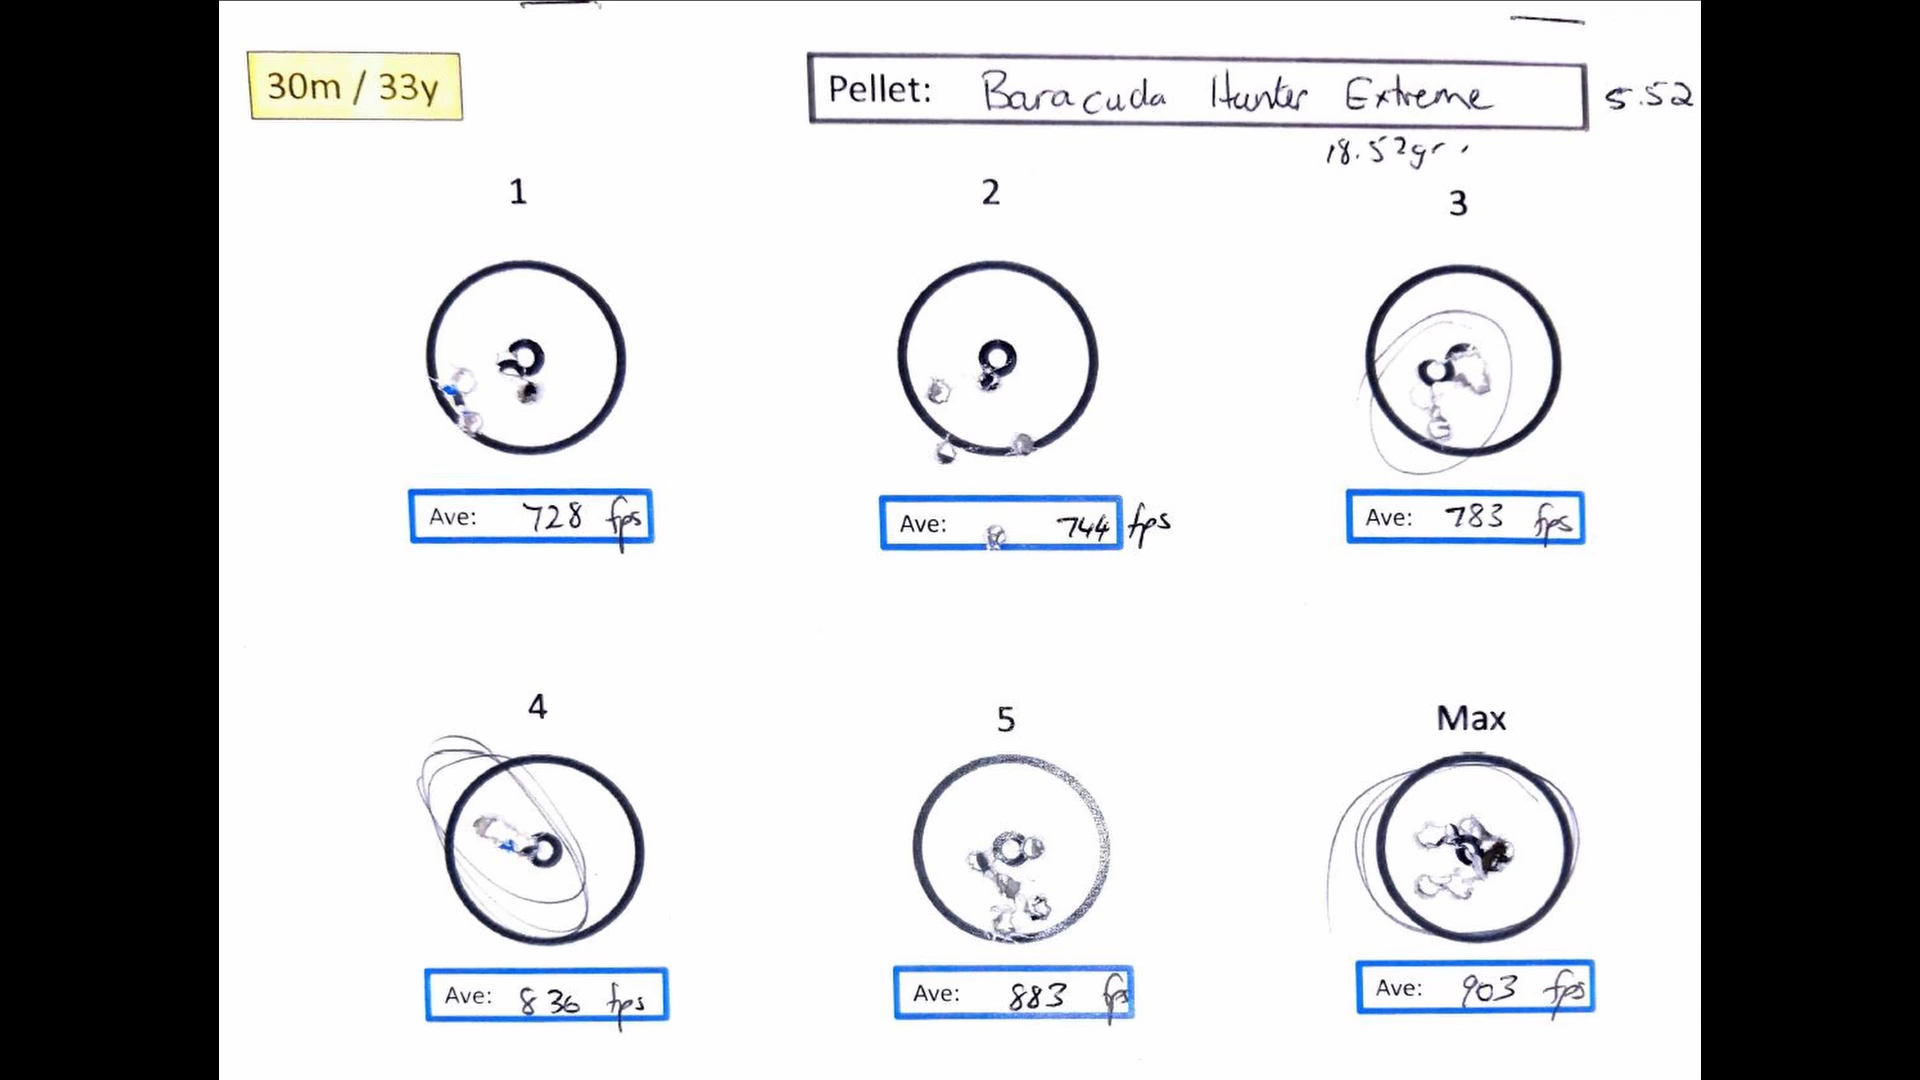 30m / 33y
Pellet: Baracuda Hunter Extreme 5.52
18.52gr.
1 2 3
Ave: 728 fps
Ave: 744 fps
Ave: 783 fps
4 5 Max
Ave: 836 fps
Ave: 883 fps
Ave: 903 fps